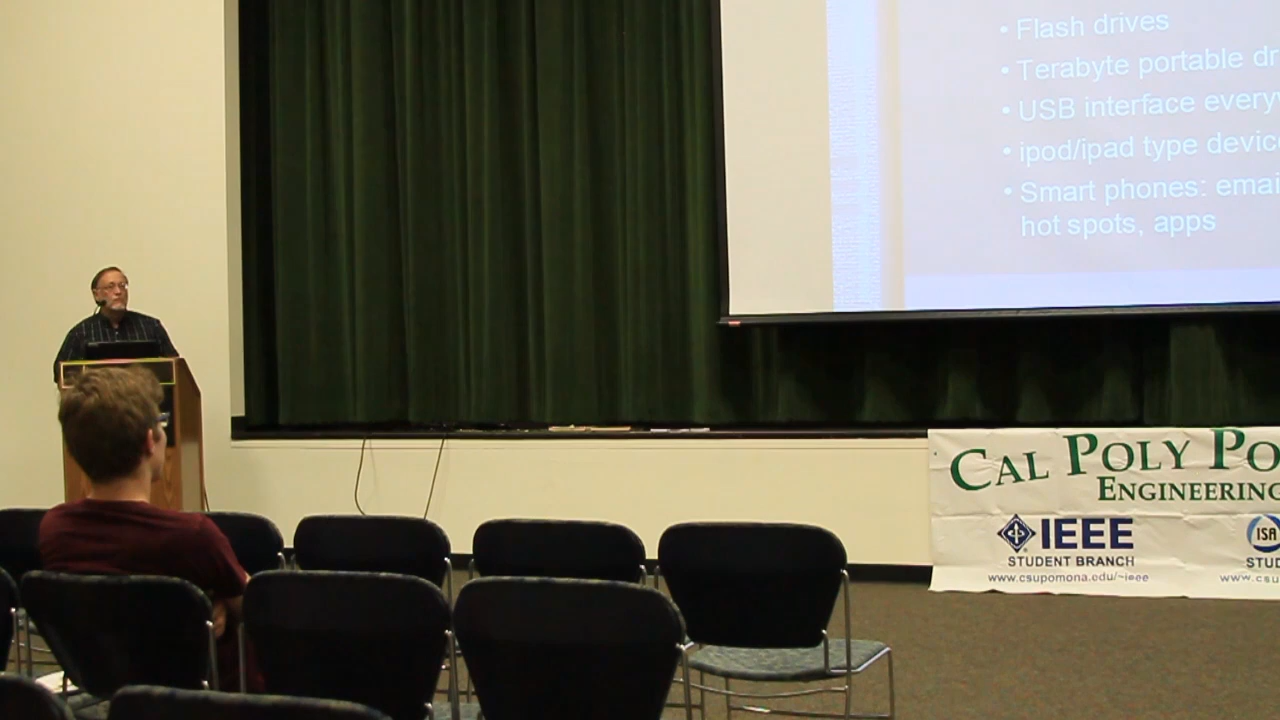 • Flash drives
• Terabyte portable dr
• USB interface every
• ipod/ipad type devic
• Smart phones: emai
hot spots, apps
CAL POLY PO
ENGINEERING
IEEE
STUDENT BRANCH
www.csupomona.edu/~ieee
ISA
STUD
www.csu